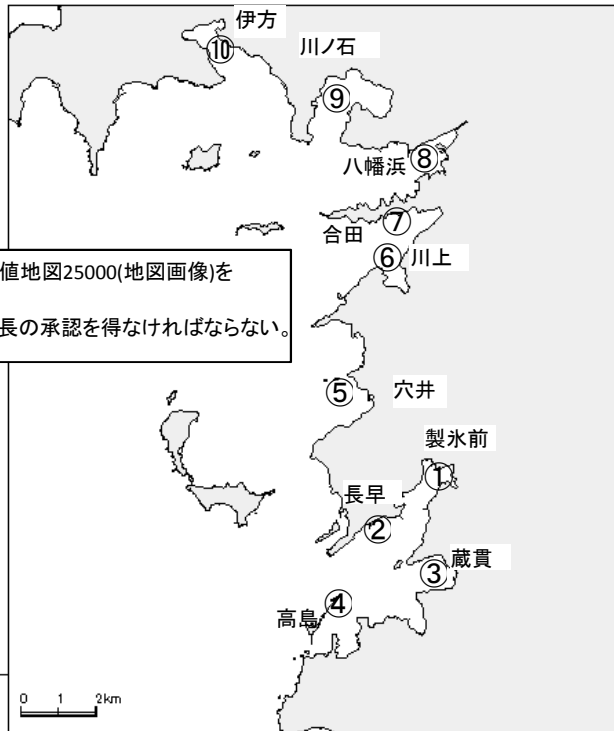 伊方
⑩
川ノ石
⑨
八幡浜
⑧
合田
⑦
⑥
川上
値地図25000(地図画像)を
長の承認を得なければならない。
⑤
穴井
製氷前
①
長早
②
蔵貫
③
④
高島
0 1 2km